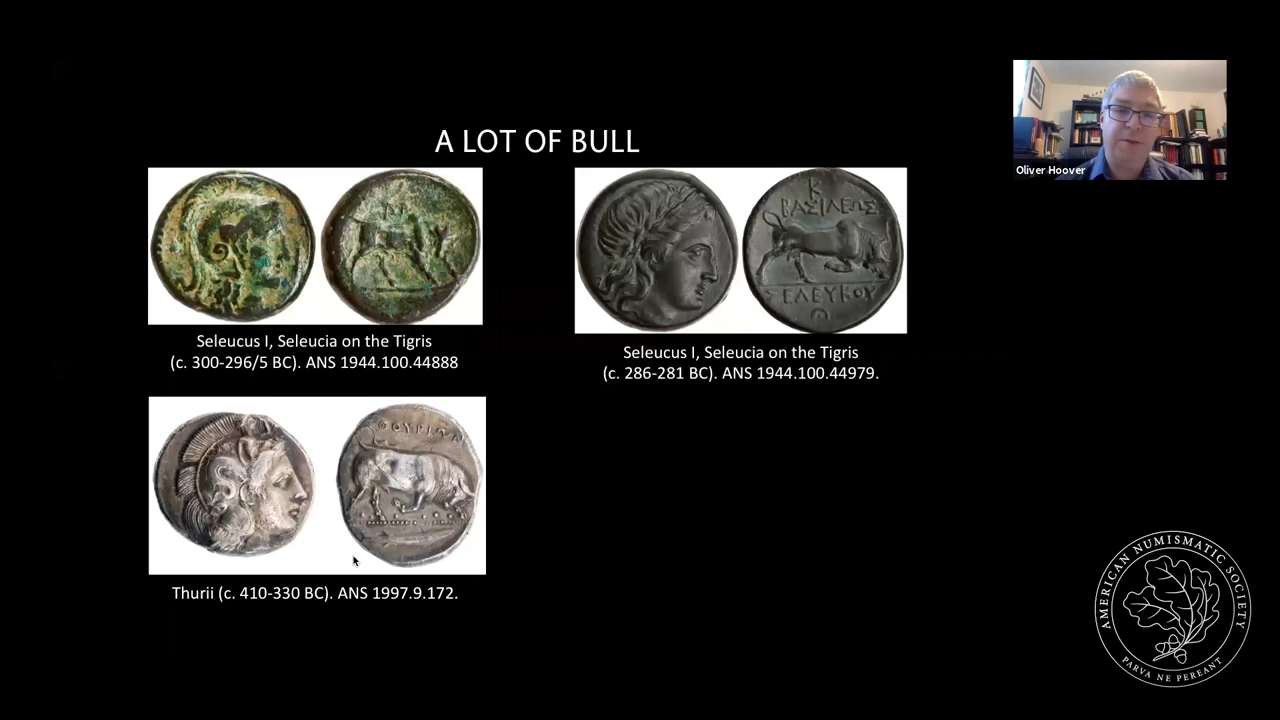 A LOT OF BULL
Oliver Hoover
Κ
ΒΑΣΙΛΕΩΣ
ΣΕΛΕΥΚΟΥ
Seleucus I, Seleucia on the Tigris
(c. 300-296/5 BC). ANS 1944.100.44888
Seleucus I, Seleucia on the Tigris
(c. 286-281 BC). ANS 1944.100.44979.
ΘΟΥΡΙΩΝ
Thurii (c. 410-330 BC). ANS 1997.9.172.
AMERICAN NUMISMATIC SOCIETY
PARVA NE PEREANT